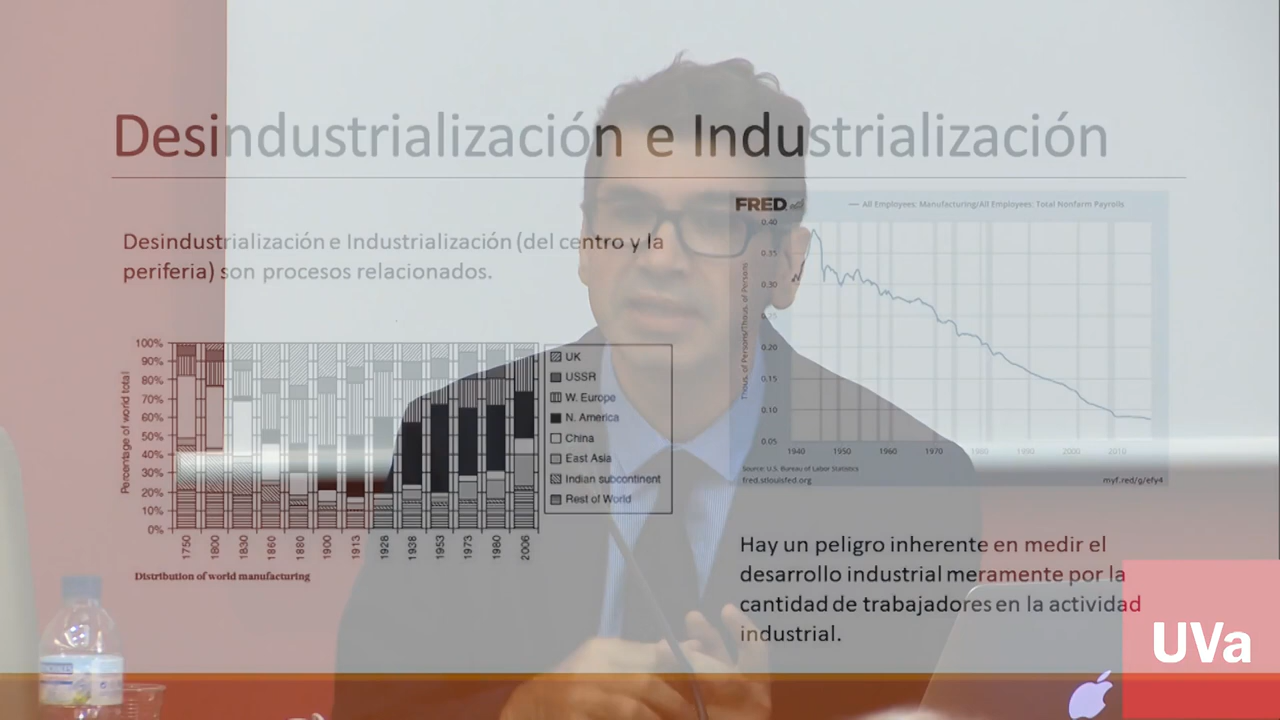 Desindustrialización e Industrialización
Desindustrialización e Industrialización (del centro y la
periferia) son procesos relacionados.
100%
90%
80%
70%
60%
50%
40%
30%
20%
10%
0%
Percentage of world total
1750
1800
1830
1860
1880
1900
1913
1928
1938
1953
1973
1980
2006
UK
USSR
W. Europe
N. America
China
East Asia
Indian subcontinent
Rest of World
Distribution of world manufacturing
FRED
All Employees: Manufacturing/All Employees: Total Nonfarm Payrolls
0.40
0.35
0.30
0.25
0.20
0.15
0.10
0.05
Thous. of Persons/Thous. of Persons
1940
1950
1960
1970
1980
1990
2000
2010
Source: U.S. Bureau of Labor Statistics
fred.stlouisfed.org
myf.red/g/efy4
Hay un peligro inherente en medir el
desarrollo industrial meramente por la
cantidad de trabajadores en la actividad
industrial.
UVa